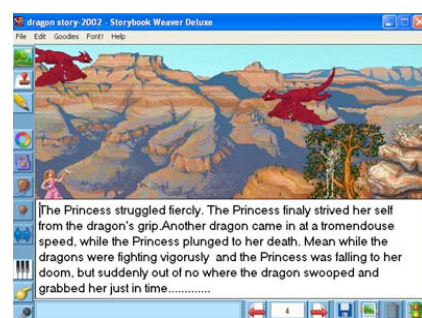 dragon story-2002 - Storybook Weaver Deluxe
File Edit Goodies Font! Help
The Princess struggled fiercly. The Princess finaly strived her self
from the dragon's grip.Another dragon came in at a tromendouse
speed, while the Princess plunged to her death. Mean while the
dragons were fighting vigorusly and the Princess was falling to her
doom, but suddenly out of no where the dragon swooped and
grabbed her just in time.............
4